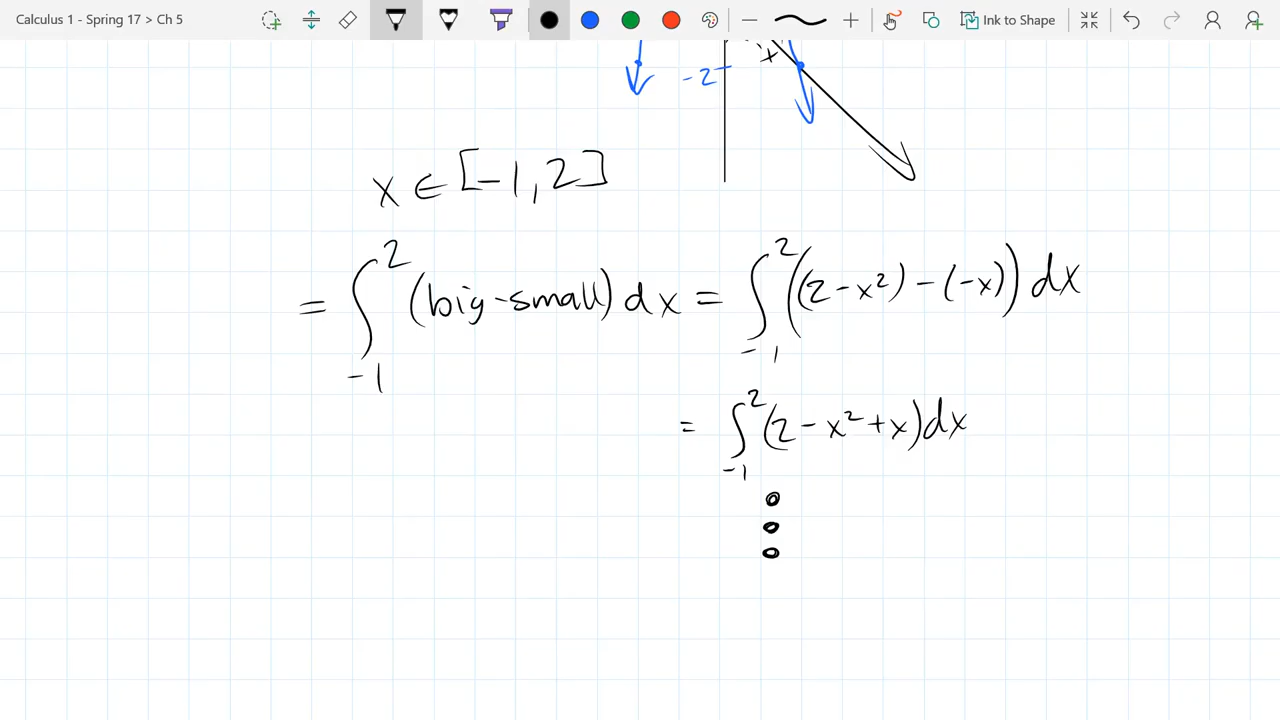 Calculus 1 - Spring 17 > Ch 5
Ink to Shape
-x
-2
x ∈ [-1, 2]
= ∫_{-1}^{2} (big-small) dx = ∫_{-1}^{2} ((2-x²) - (-x)) dx
= ∫_{-1}^{2} (2 - x² + x) dx